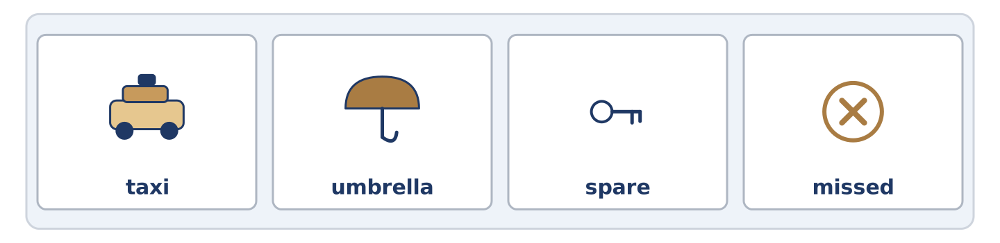 taxi
umbrella
spare
missed